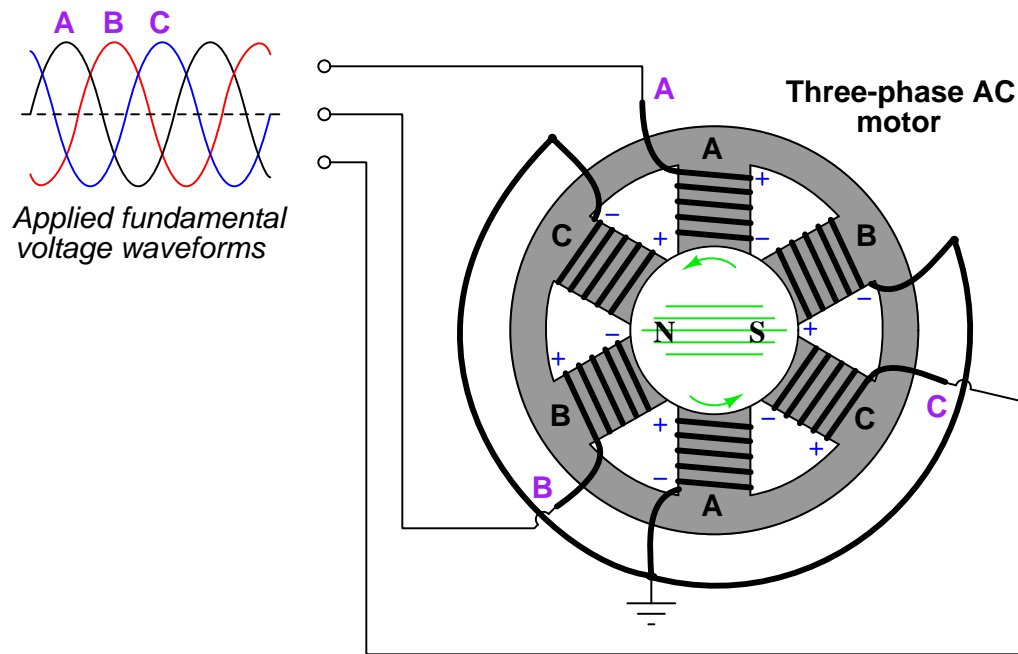 A B C
Applied fundamental
voltage waveforms
Three-phase AC
motor
A
A
+
-
+
-
C
B
-
+
N S
-
+
B
C
C
+
-
+
-
+
B
A